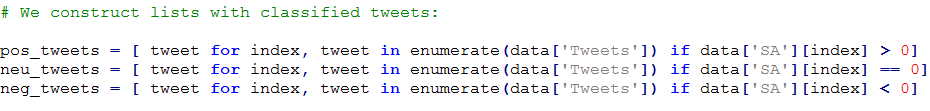 # We construct lists with classified tweets:
pos_tweets = [ tweet for index, tweet in enumerate(data['Tweets']) if data['SA'][index] > 0]
neu_tweets = [ tweet for index, tweet in enumerate(data['Tweets']) if data['SA'][index] == 0]
neg_tweets = [ tweet for index, tweet in enumerate(data['Tweets']) if data['SA'][index] < 0]